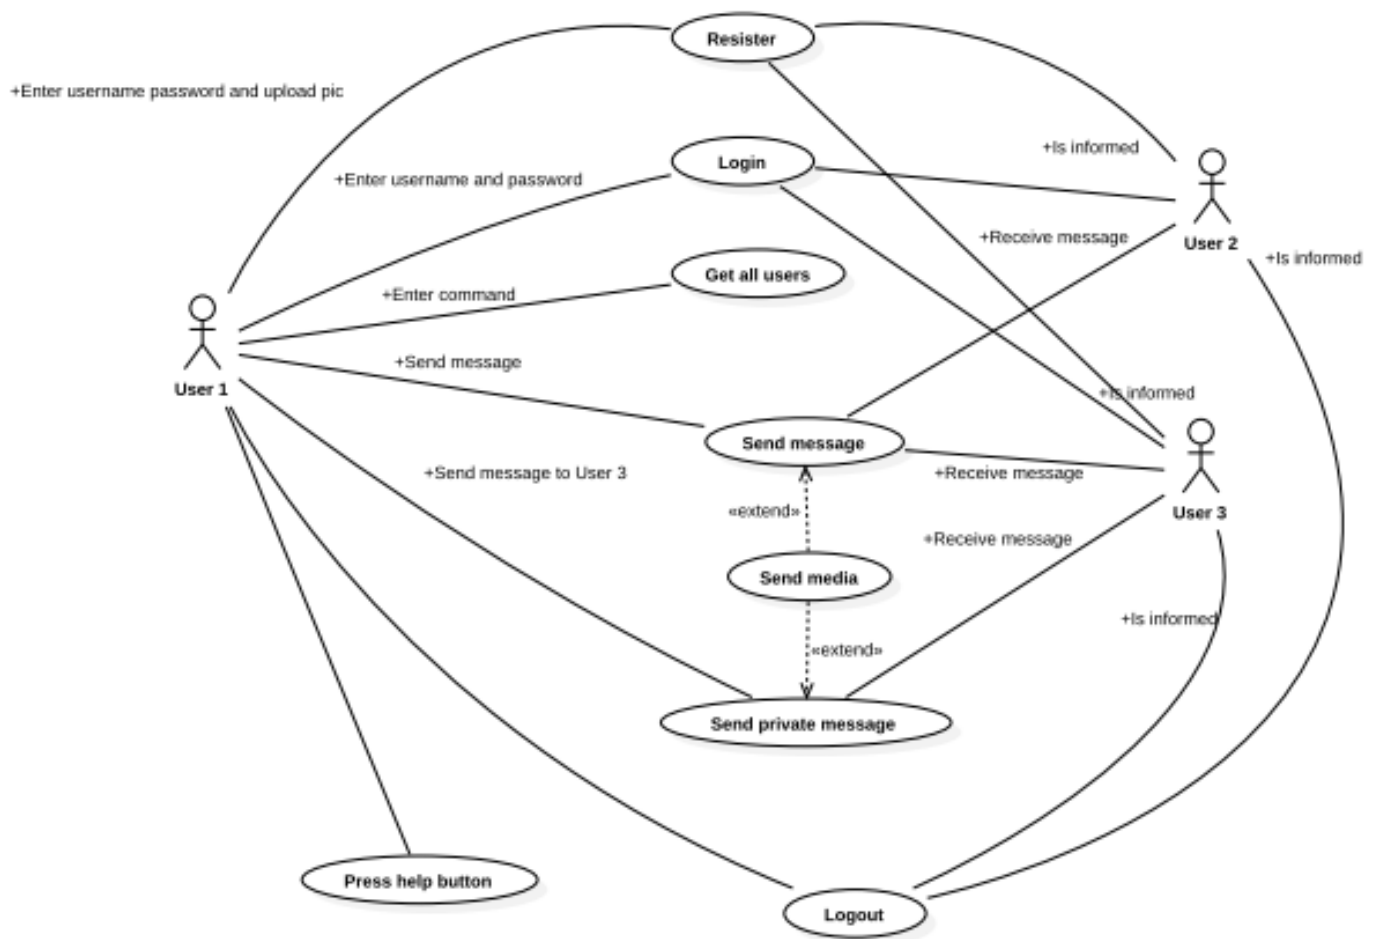 Resister
+Enter username password and upload pic
+Is informed
Login
+Enter username and password
+Receive message
User 2
+Is informed
Get all users
+Enter command
+Send message
User 1
+Is informed
Send message
+Send message to User 3
+Receive message
«extend»
User 3
+Receive message
Send media
+Is informed
«extend»
Send private message
Press help button
Logout